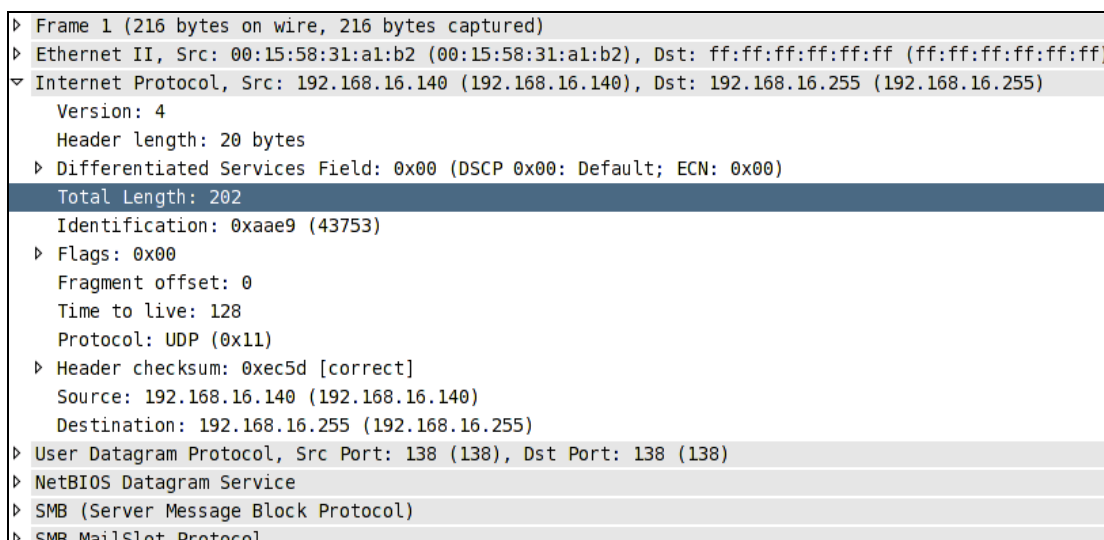 Frame 1 (216 bytes on wire, 216 bytes captured)
Ethernet II, Src: 00:15:58:31:a1:b2 (00:15:58:31:a1:b2), Dst: ff:ff:ff:ff:ff:ff (ff:ff:ff:ff:ff:ff)
Internet Protocol, Src: 192.168.16.140 (192.168.16.140), Dst: 192.168.16.255 (192.168.16.255)
Version: 4
Header length: 20 bytes
Differentiated Services Field: 0x00 (DSCP 0x00: Default; ECN: 0x00)
Total Length: 202
Identification: 0xaae9 (43753)
Flags: 0x00
Fragment offset: 0
Time to live: 128
Protocol: UDP (0x11)
Header checksum: 0xec5d [correct]
Source: 192.168.16.140 (192.168.16.140)
Destination: 192.168.16.255 (192.168.16.255)
User Datagram Protocol, Src Port: 138 (138), Dst Port: 138 (138)
NetBIOS Datagram Service
SMB (Server Message Block Protocol)
SMB MailSlot Protocol